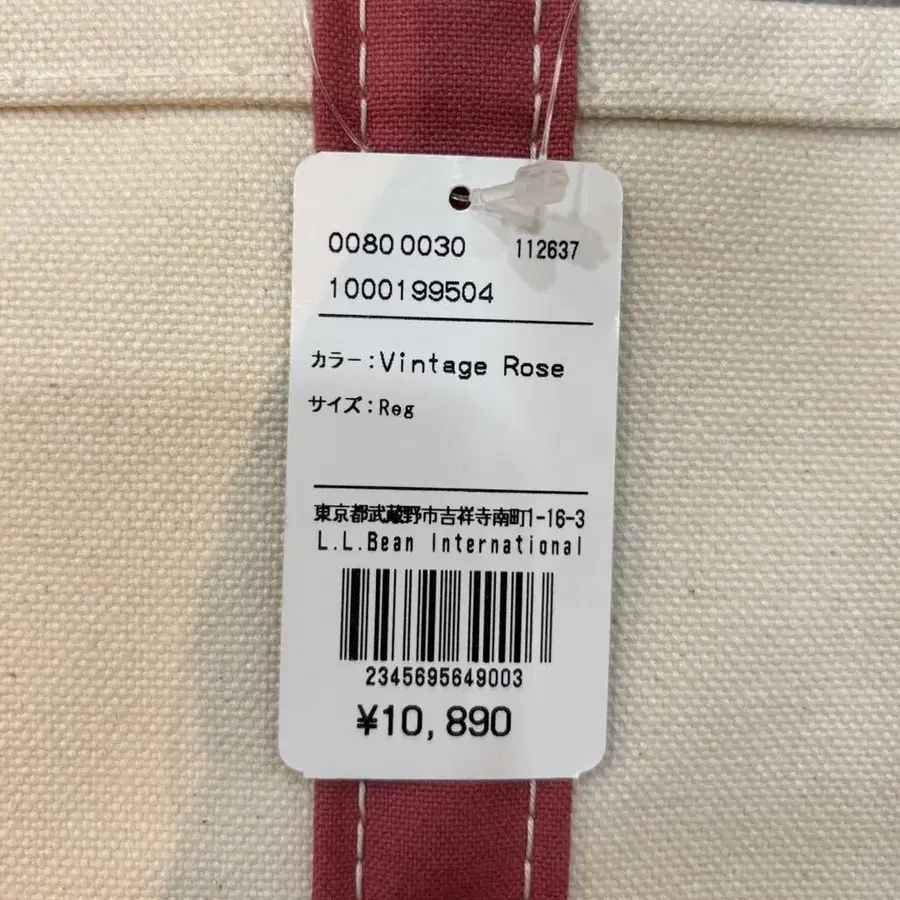 00800030 112637
1000199504
カラー:Vintage Rose
サイズ:Reg
東京都武蔵野市吉祥寺南町1-16-3
L.L.Bean International
2345695649003
¥10,890